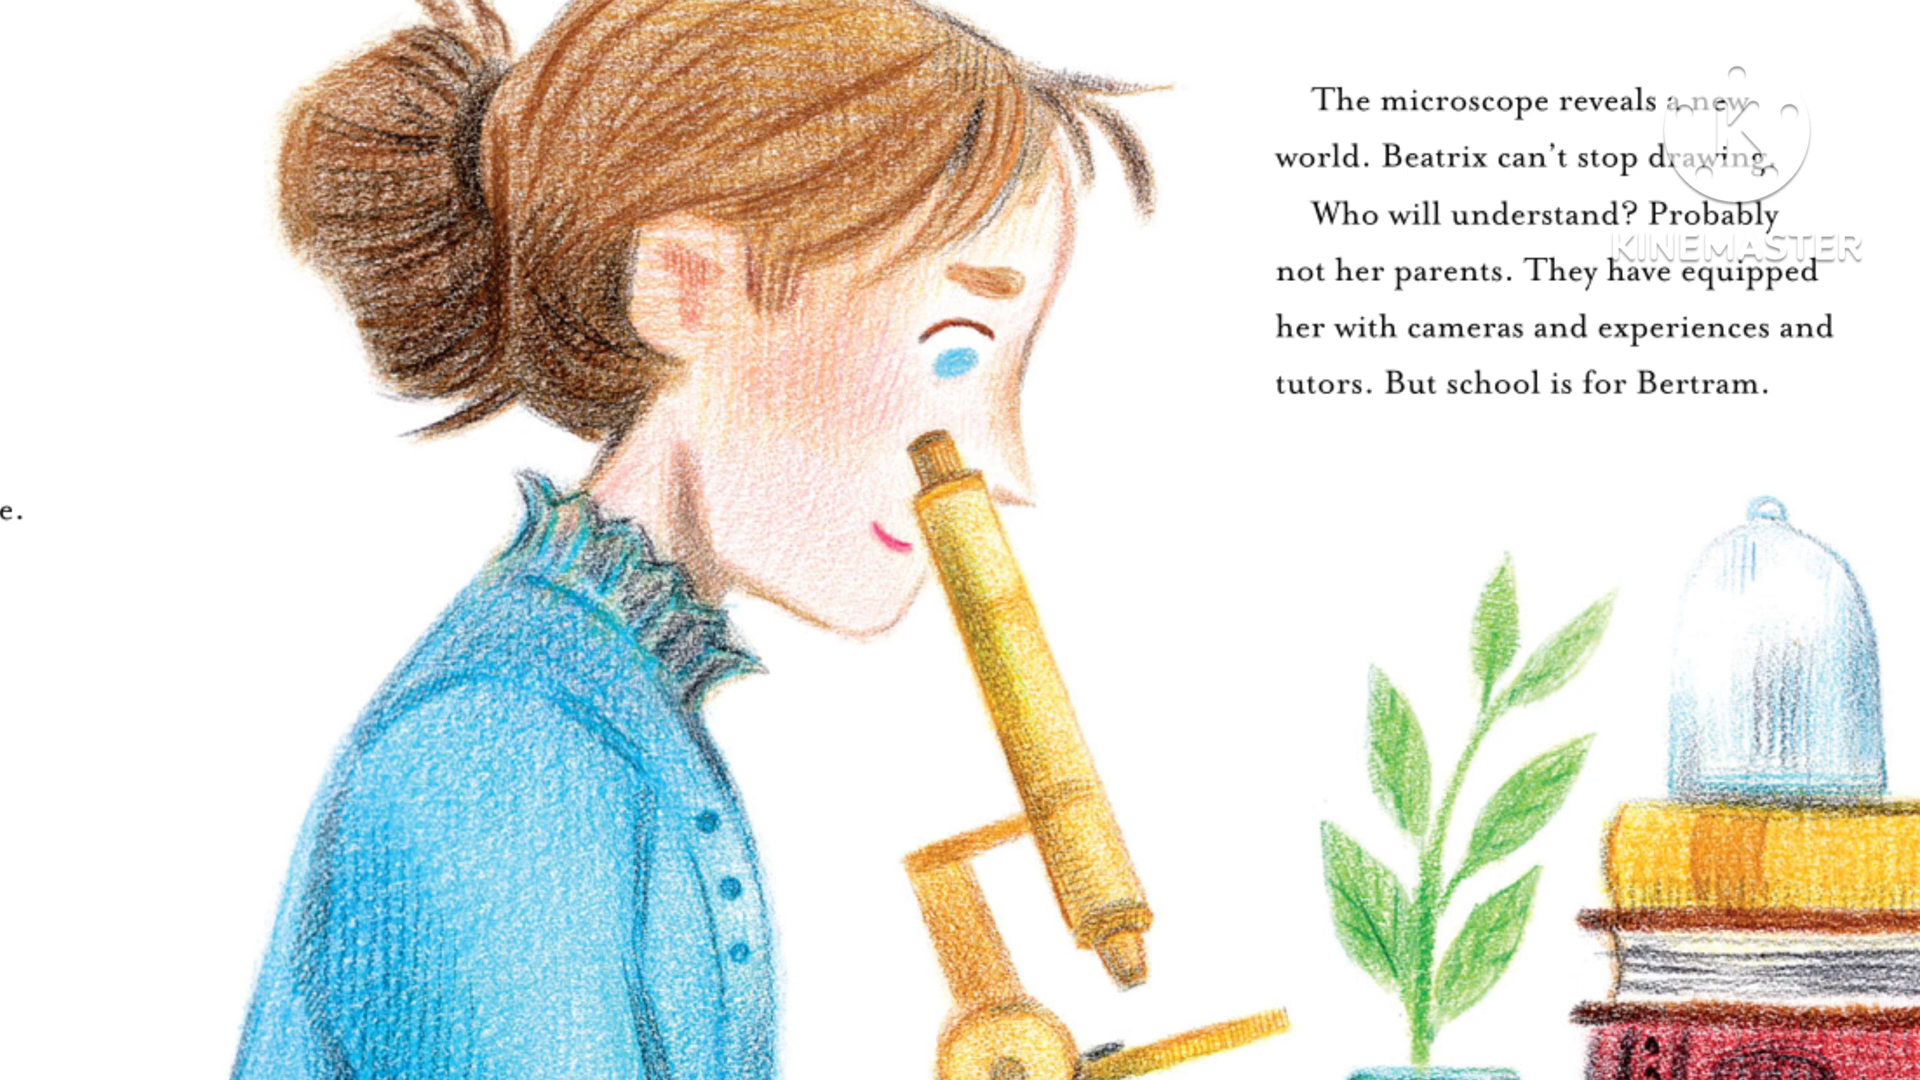 e.
The microscope reveals a new
world. Beatrix can’t stop drawing.
Who will understand? Probably
not her parents. They have equipped
her with cameras and experiences and
tutors. But school is for Bertram.
K
KINEMASTER